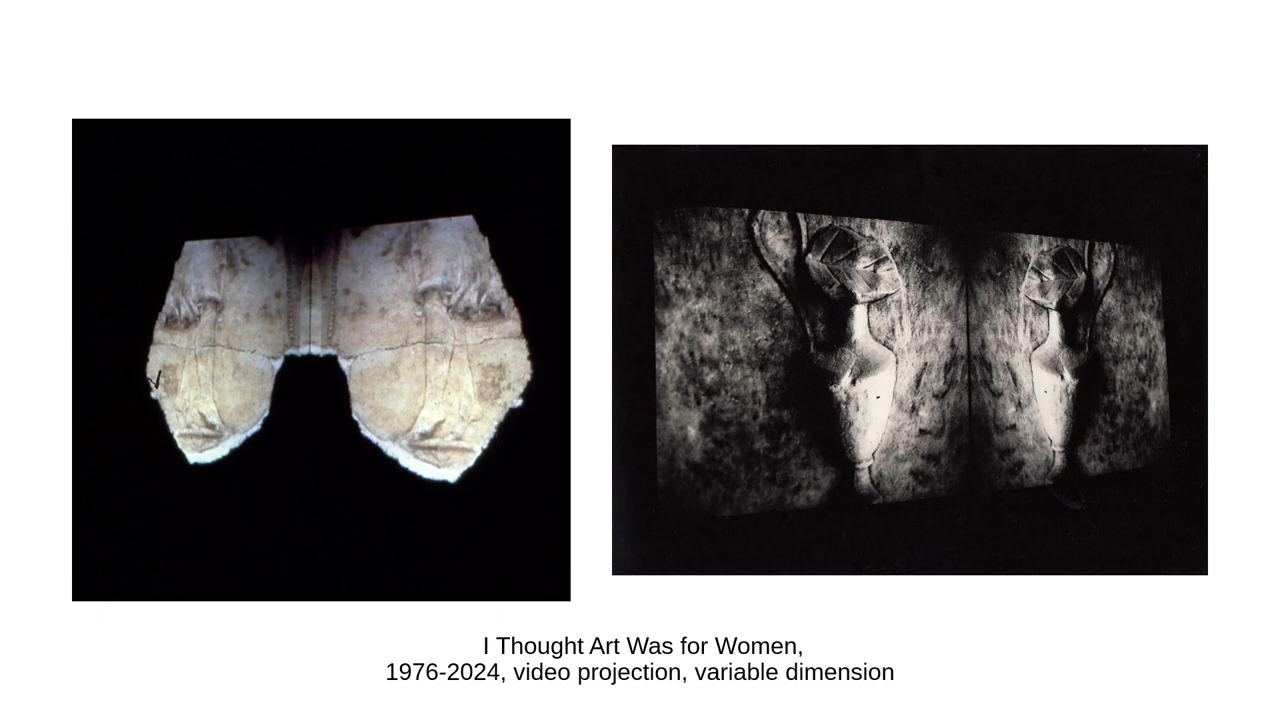 I Thought Art Was for Women,
1976-2024, video projection, variable dimension